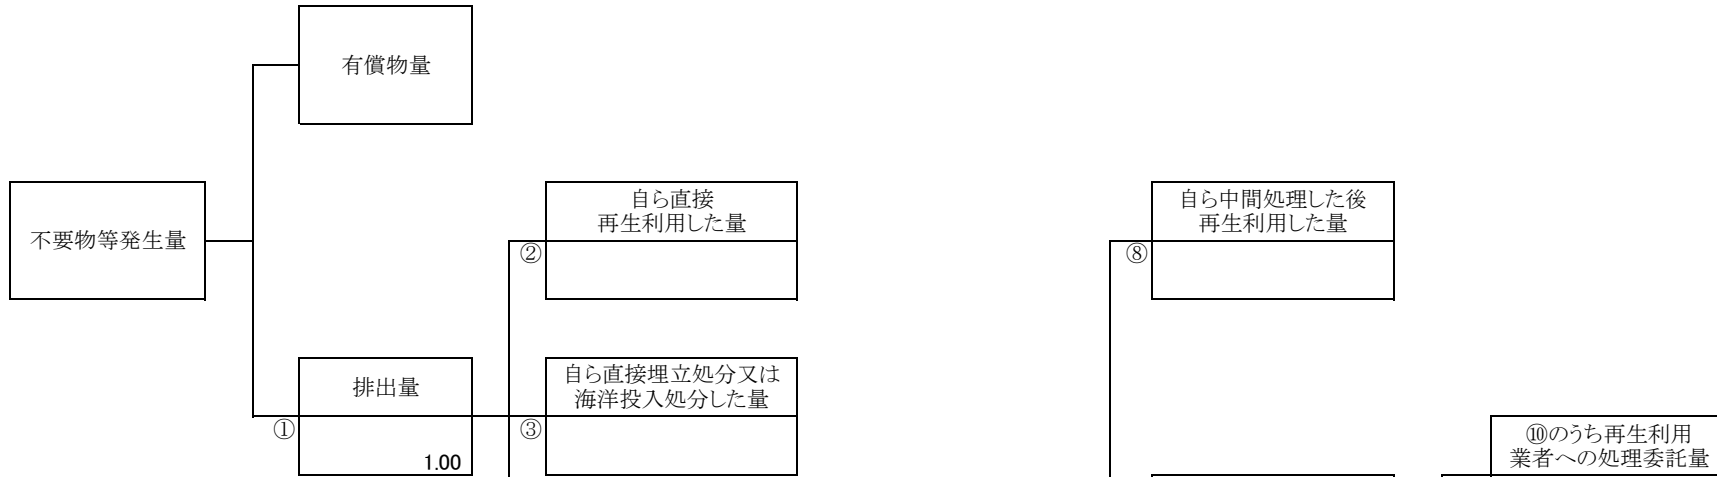 有償物量
不要物等発生量
自ら直接
再生利用した量
②
自ら中間処理した後
再生利用した量
⑧
排出量
①
1.00
自ら直接埋立処分又は
海洋投入処分した量
③
⑩のうち再生利用
業者への処理委託量